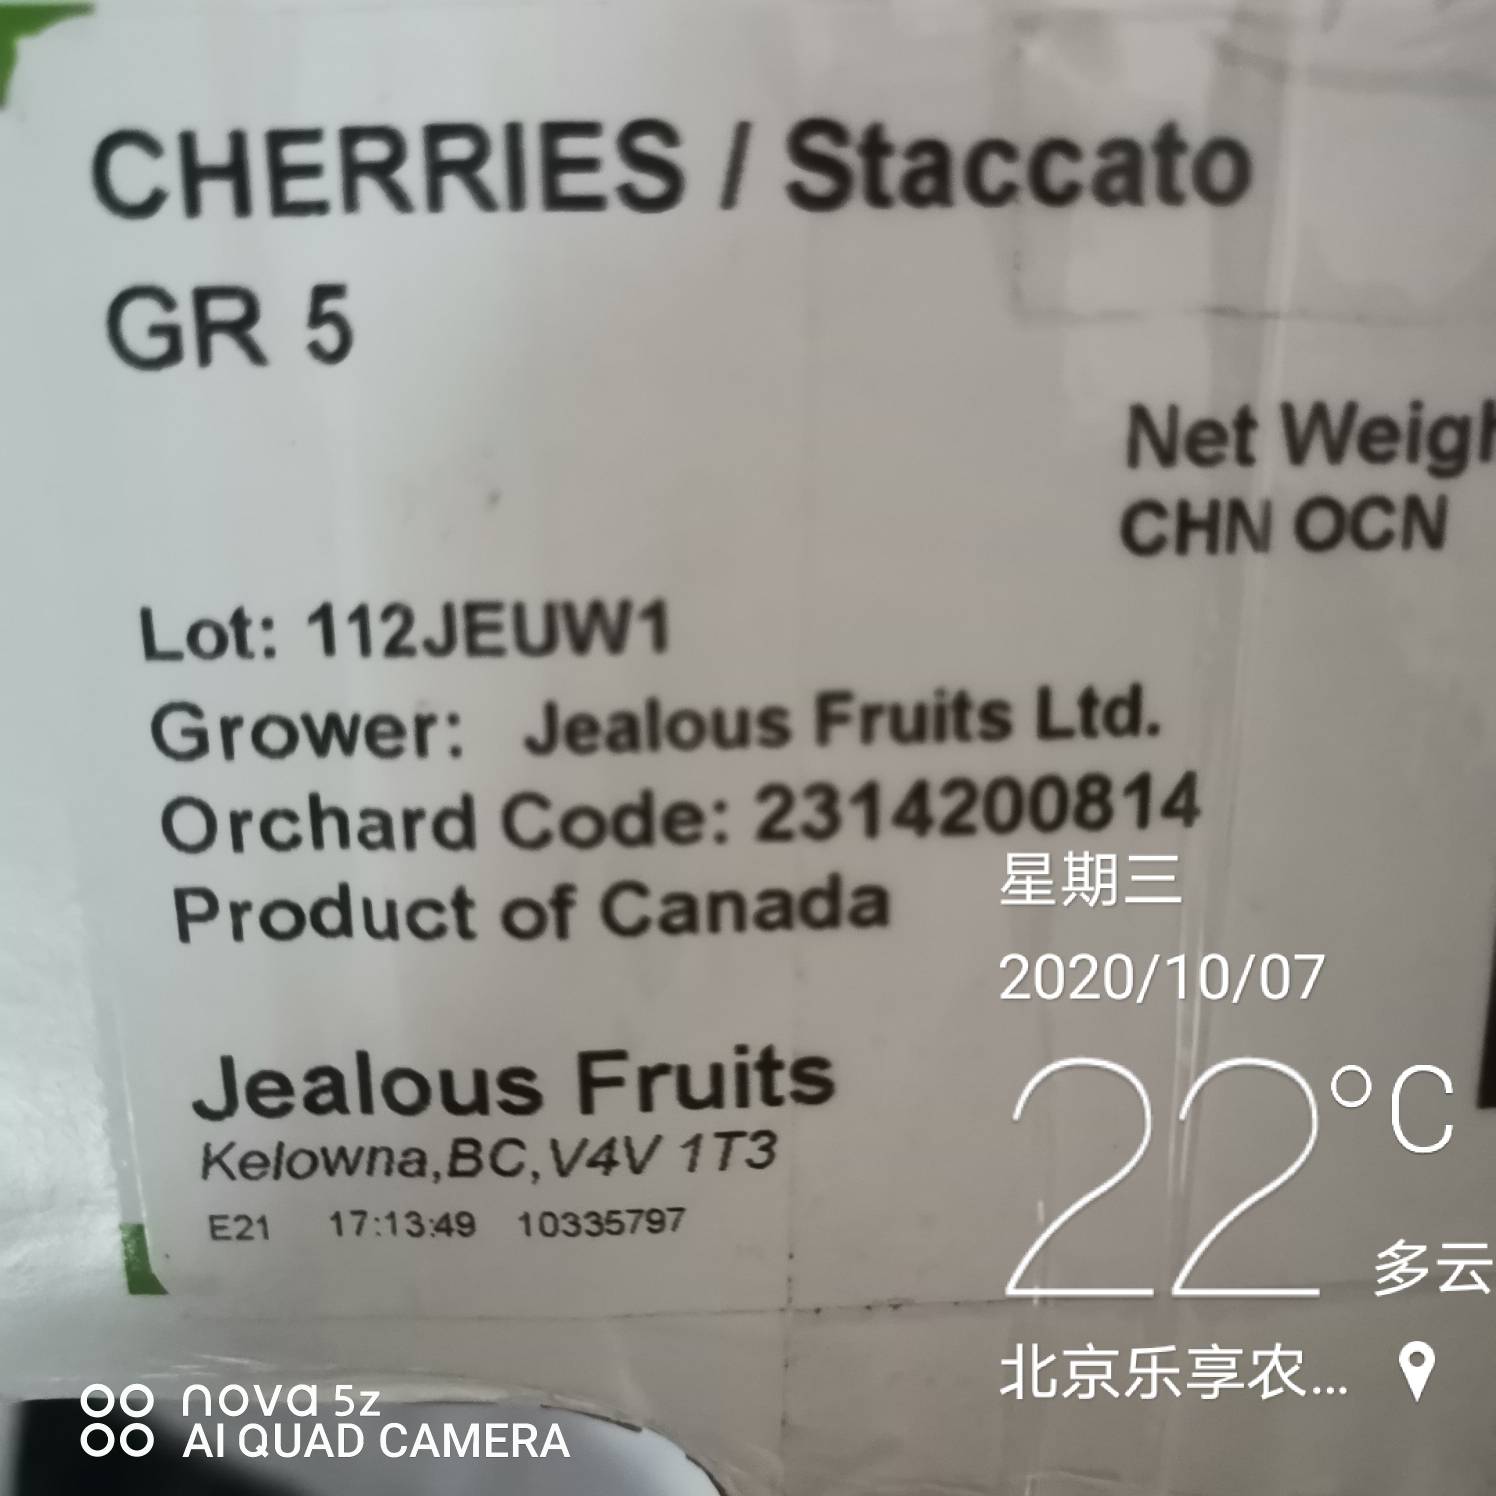 CHERRIES / Staccato
GR 5
Net Weigh
CHN OCN
Lot: 112JEUW1
Grower: Jealous Fruits Ltd.
Orchard Code: 2314200814
Product of Canada
Jealous Fruits
Kelowna,BC,V4V 1T3
E21 17:13:49 10335797
星期三
2020/10/07
22°C
多云
北京乐享农...
nova 5z
AI QUAD CAMERA